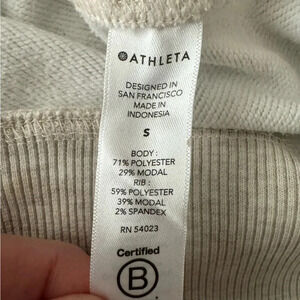 ATHLETA
DESIGNED IN
SAN FRANCISCO
MADE IN
INDONESIA
S
BODY :
71% POLYESTER
29% MODAL
RIB :
59% POLYESTER
39% MODAL
2% SPANDEX
RN 54023
Certified
B